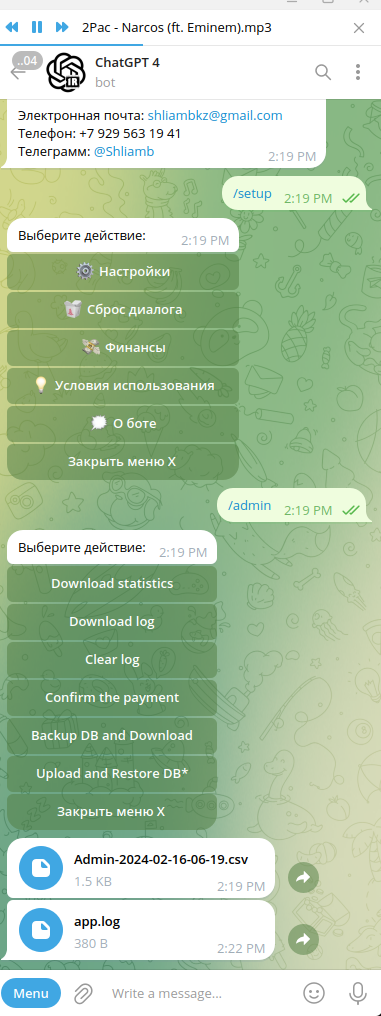 2Pac - Narcos (ft. Eminem).mp3
..04
ChatGPT 4
bot
Электронная почта: shliambkz@gmail.com
Телефон: +7 929 563 19 41
Телеграмм: @Shliamb
2:19 PM
/setup 2:19 PM
Выберите действие: 2:19 PM
Настройки
Сброс диалога
Финансы
Условия использования
О боте
Закрыть меню X
/admin 2:19 PM
Выберите действие: 2:19 PM
Download statistics
Download log
Clear log
Confirm the payment
Backup DB and Download
Upload and Restore DB*
Закрыть меню X
Admin-2024-02-16-06-19.csv
1.5 KB 2:19 PM
app.log
380 B 2:22 PM
Menu Write a message...